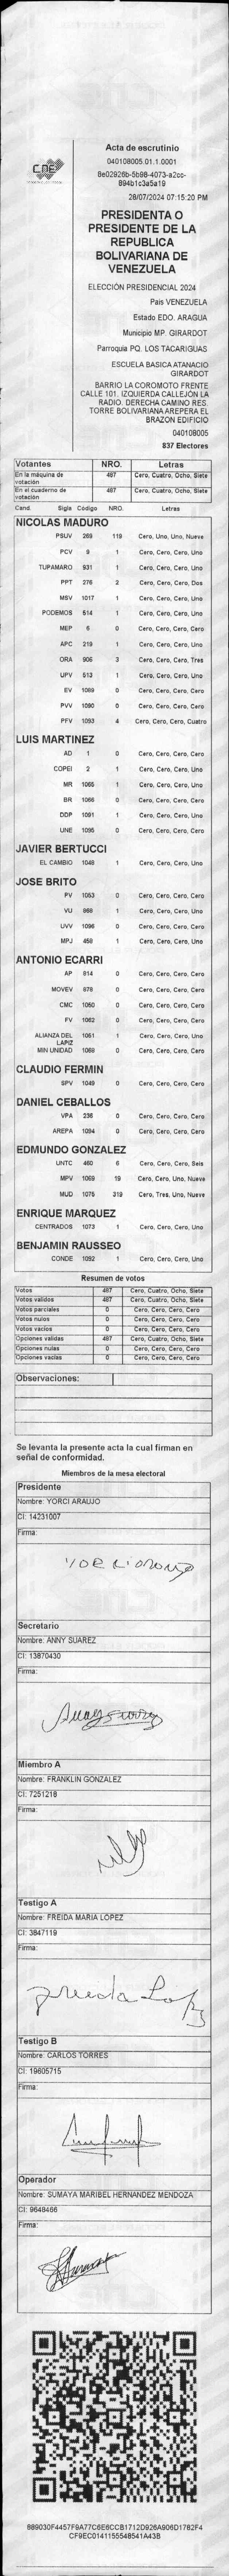 CNE
Acta de escrutinio
040108005.01.1.0001
8e02926b-5b98-4073-a2cc-
894b1c3a5a19
28/07/2024 07:15:20 PM
PRESIDENTA O
PRESIDENTE DE LA
REPUBLICA
BOLIVARIANA DE
VENEZUELA
ELECCIÓN PRESIDENCIAL 2024
Pais VENEZUELA
Estado EDO. ARAGUA
Municipio MP. GIRARDOT
Parroquia PQ. LOS TACARIGUAS
ESCUELA BASICA ATANACIO
GIRARDOT
BARRIO LA COROMOTO FRENTE
CALLE 101. IZQUIERDA CALLEJÓN LA
RADIO. DERECHA CAMINO RES.
TORRE BOLIVARIANA AREPERA EL
BRAZON EDIFICIO
040108005
837 Electores
Votantes NRO. Letras
En la máquina de
votación 487 Cero, Cuatro, Ocho, Siete
En el cuaderno de
votación 487 Cero, Cuatro, Ocho, Siete
Cand. Sigla Código NRO. Letras
NICOLAS MADURO
PSUV 269 119 Cero, Uno, Uno, Nueve
PCV 9 1 Cero, Cero, Cero, Uno
TUPAMARO 931 1 Cero, Cero, Cero, Uno
PPT 276 2 Cero, Cero, Cero, Dos
MSV 1017 1 Cero, Cero, Cero, Uno
PODEMOS 514 1 Cero, Cero, Cero, Uno
MEP 6 0 Cero, Cero, Cero, Cero
APC 219 1 Cero, Cero, Cero, Uno
ORA 906 3 Cero, Cero, Cero, Tres
UPV 513 1 Cero, Cero, Cero, Uno
EV 1089 0 Cero, Cero, Cero, Cero
PVV 1090 0 Cero, Cero, Cero, Cero
PFV 1093 4 Cero, Cero, Cero, Cuatro
LUIS MARTINEZ
AD 1 0 Cero, Cero, Cero, Cero
COPEI 2 1 Cero, Cero, Cero, Uno
MR 1065 1 Cero, Cero, Cero, Uno
BR 1066 0 Cero, Cero, Cero, Cero
DDP 1091 1 Cero, Cero, Cero, Uno
UNE 1095 0 Cero, Cero, Cero, Cero
JAVIER BERTUCCI
EL CAMBIO 1048 1 Cero, Cero, Cero, Uno
JOSE BRITO
PV 1053 0 Cero, Cero, Cero, Cero
VU 968 1 Cero, Cero, Cero, Uno
UVV 1096 0 Cero, Cero, Cero, Cero
MPJ 458 1 Cero, Cero, Cero, Uno
ANTONIO ECARRI
AP 814 0 Cero, Cero, Cero, Cero
MOVEV 878 0 Cero, Cero, Cero, Cero
CMC 1050 0 Cero, Cero, Cero, Cero
FV 1062 0 Cero, Cero, Cero, Cero
ALIANZA DEL
LAPIZ 1051 1 Cero, Cero, Cero, Uno
MIN UNIDAD 1068 0 Cero, Cero, Cero, Cero
CLAUDIO FERMIN
SPV 1049 0 Cero, Cero, Cero, Cero
DANIEL CEBALLOS
VPA 236 0 Cero, Cero, Cero, Cero
AREPA 1094 0 Cero, Cero, Cero, Cero
EDMUNDO GONZALEZ
UNTC 460 6 Cero, Cero, Cero, Seis
MPV 1069 19 Cero, Cero, Uno, Nueve
MUD 1075 319 Cero, Tres, Uno, Nueve
ENRIQUE MARQUEZ
CENTRADOS 1073 1 Cero, Cero, Cero, Uno
BENJAMIN RAUSSEO
CONDE 1092 1 Cero, Cero, Cero, Uno
Resumen de votos
Votos 487 Cero, Cuatro, Ocho, Siete
Votos validos 487 Cero, Cuatro, Ocho, Siete
Votos parciales 0 Cero, Cero, Cero, Cero
Votos nulos 0 Cero, Cero, Cero, Cero
Votos vacios 0 Cero, Cero, Cero, Cero
Opciones validas 487 Cero, Cuatro, Ocho, Siete
Opciones nulas 0 Cero, Cero, Cero, Cero
Opciones vacias 0 Cero, Cero, Cero, Cero
Observaciones:
Se levanta la presente acta la cual firman en
señal de conformidad.
Miembros de la mesa electoral
Presidente
Nombre: YORCI ARAUJO
CI: 14231007
Firma:
Secretario
Nombre: ANNY SUAREZ
CI: 13870430
Firma:
Miembro A
Nombre: FRANKLIN GONZALEZ
CI: 7251218
Firma:
Testigo A
Nombre: FREIDA MARIA LOPEZ
CI: 3847119
Firma:
Testigo B
Nombre: CARLOS TORRES
CI: 19605715
Firma:
Operador
Nombre: SUMAYA MARIBEL HERNANDEZ MENDOZA
CI: 9648466
Firma:
889030F4457F9A77C6E6CCB1712D926A906D1782F4
CF9EC0141155548541A43B